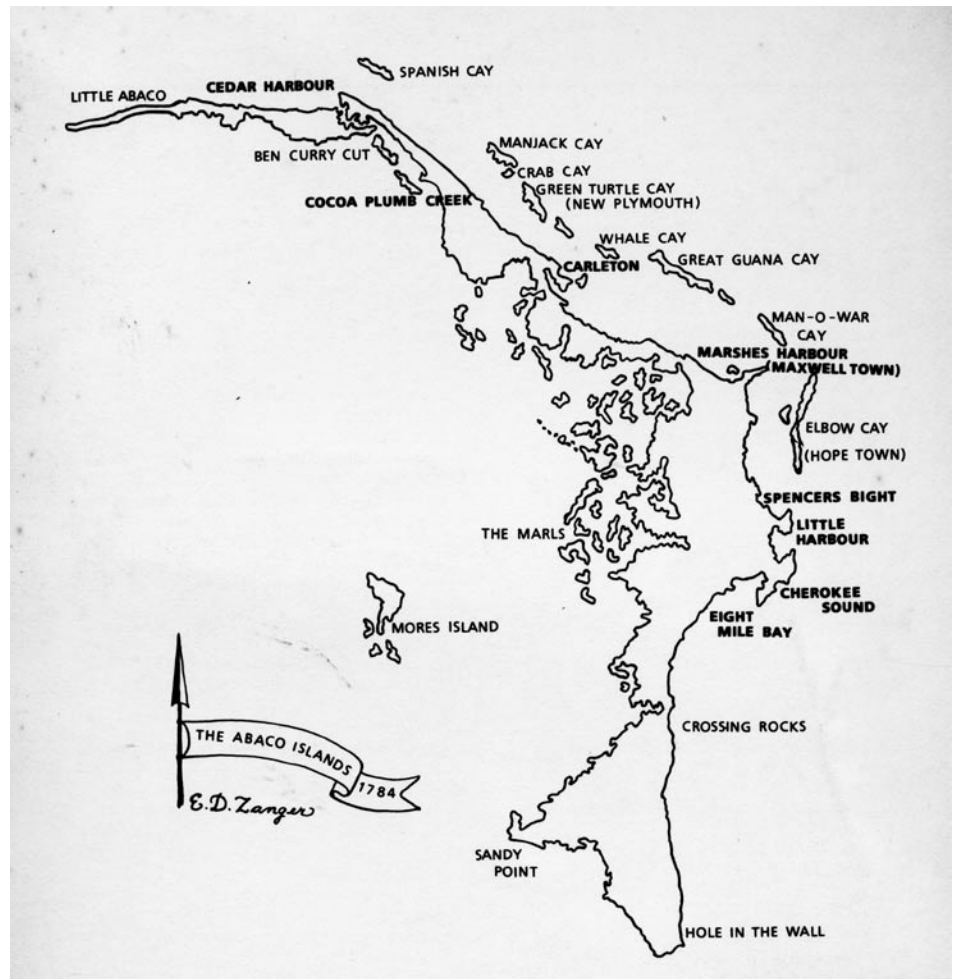 SPANISH CAY
CEDAR HARBOUR
LITTLE ABACO
MANJACK CAY
BEN CURRY CUT
CRAB CAY
GREEN TURTLE CAY
(NEW PLYMOUTH)
COCOA PLUMB CREEK
WHALE CAY
GREAT GUANA CAY
CARLETON
MAN-O-WAR
CAY
MARSHES HARBOUR
(MAXWELL TOWN)
ELBOW CAY
(HOPE TOWN)
SPENCERS BIGHT
THE MARLS
LITTLE
HARBOUR
CHEROKEE
SOUND
EIGHT
MILE BAY
MORES ISLAND
CROSSING ROCKS
THE ABACO ISLANDS
1784
E.D. Zanger
SANDY
POINT
HOLE IN THE WALL